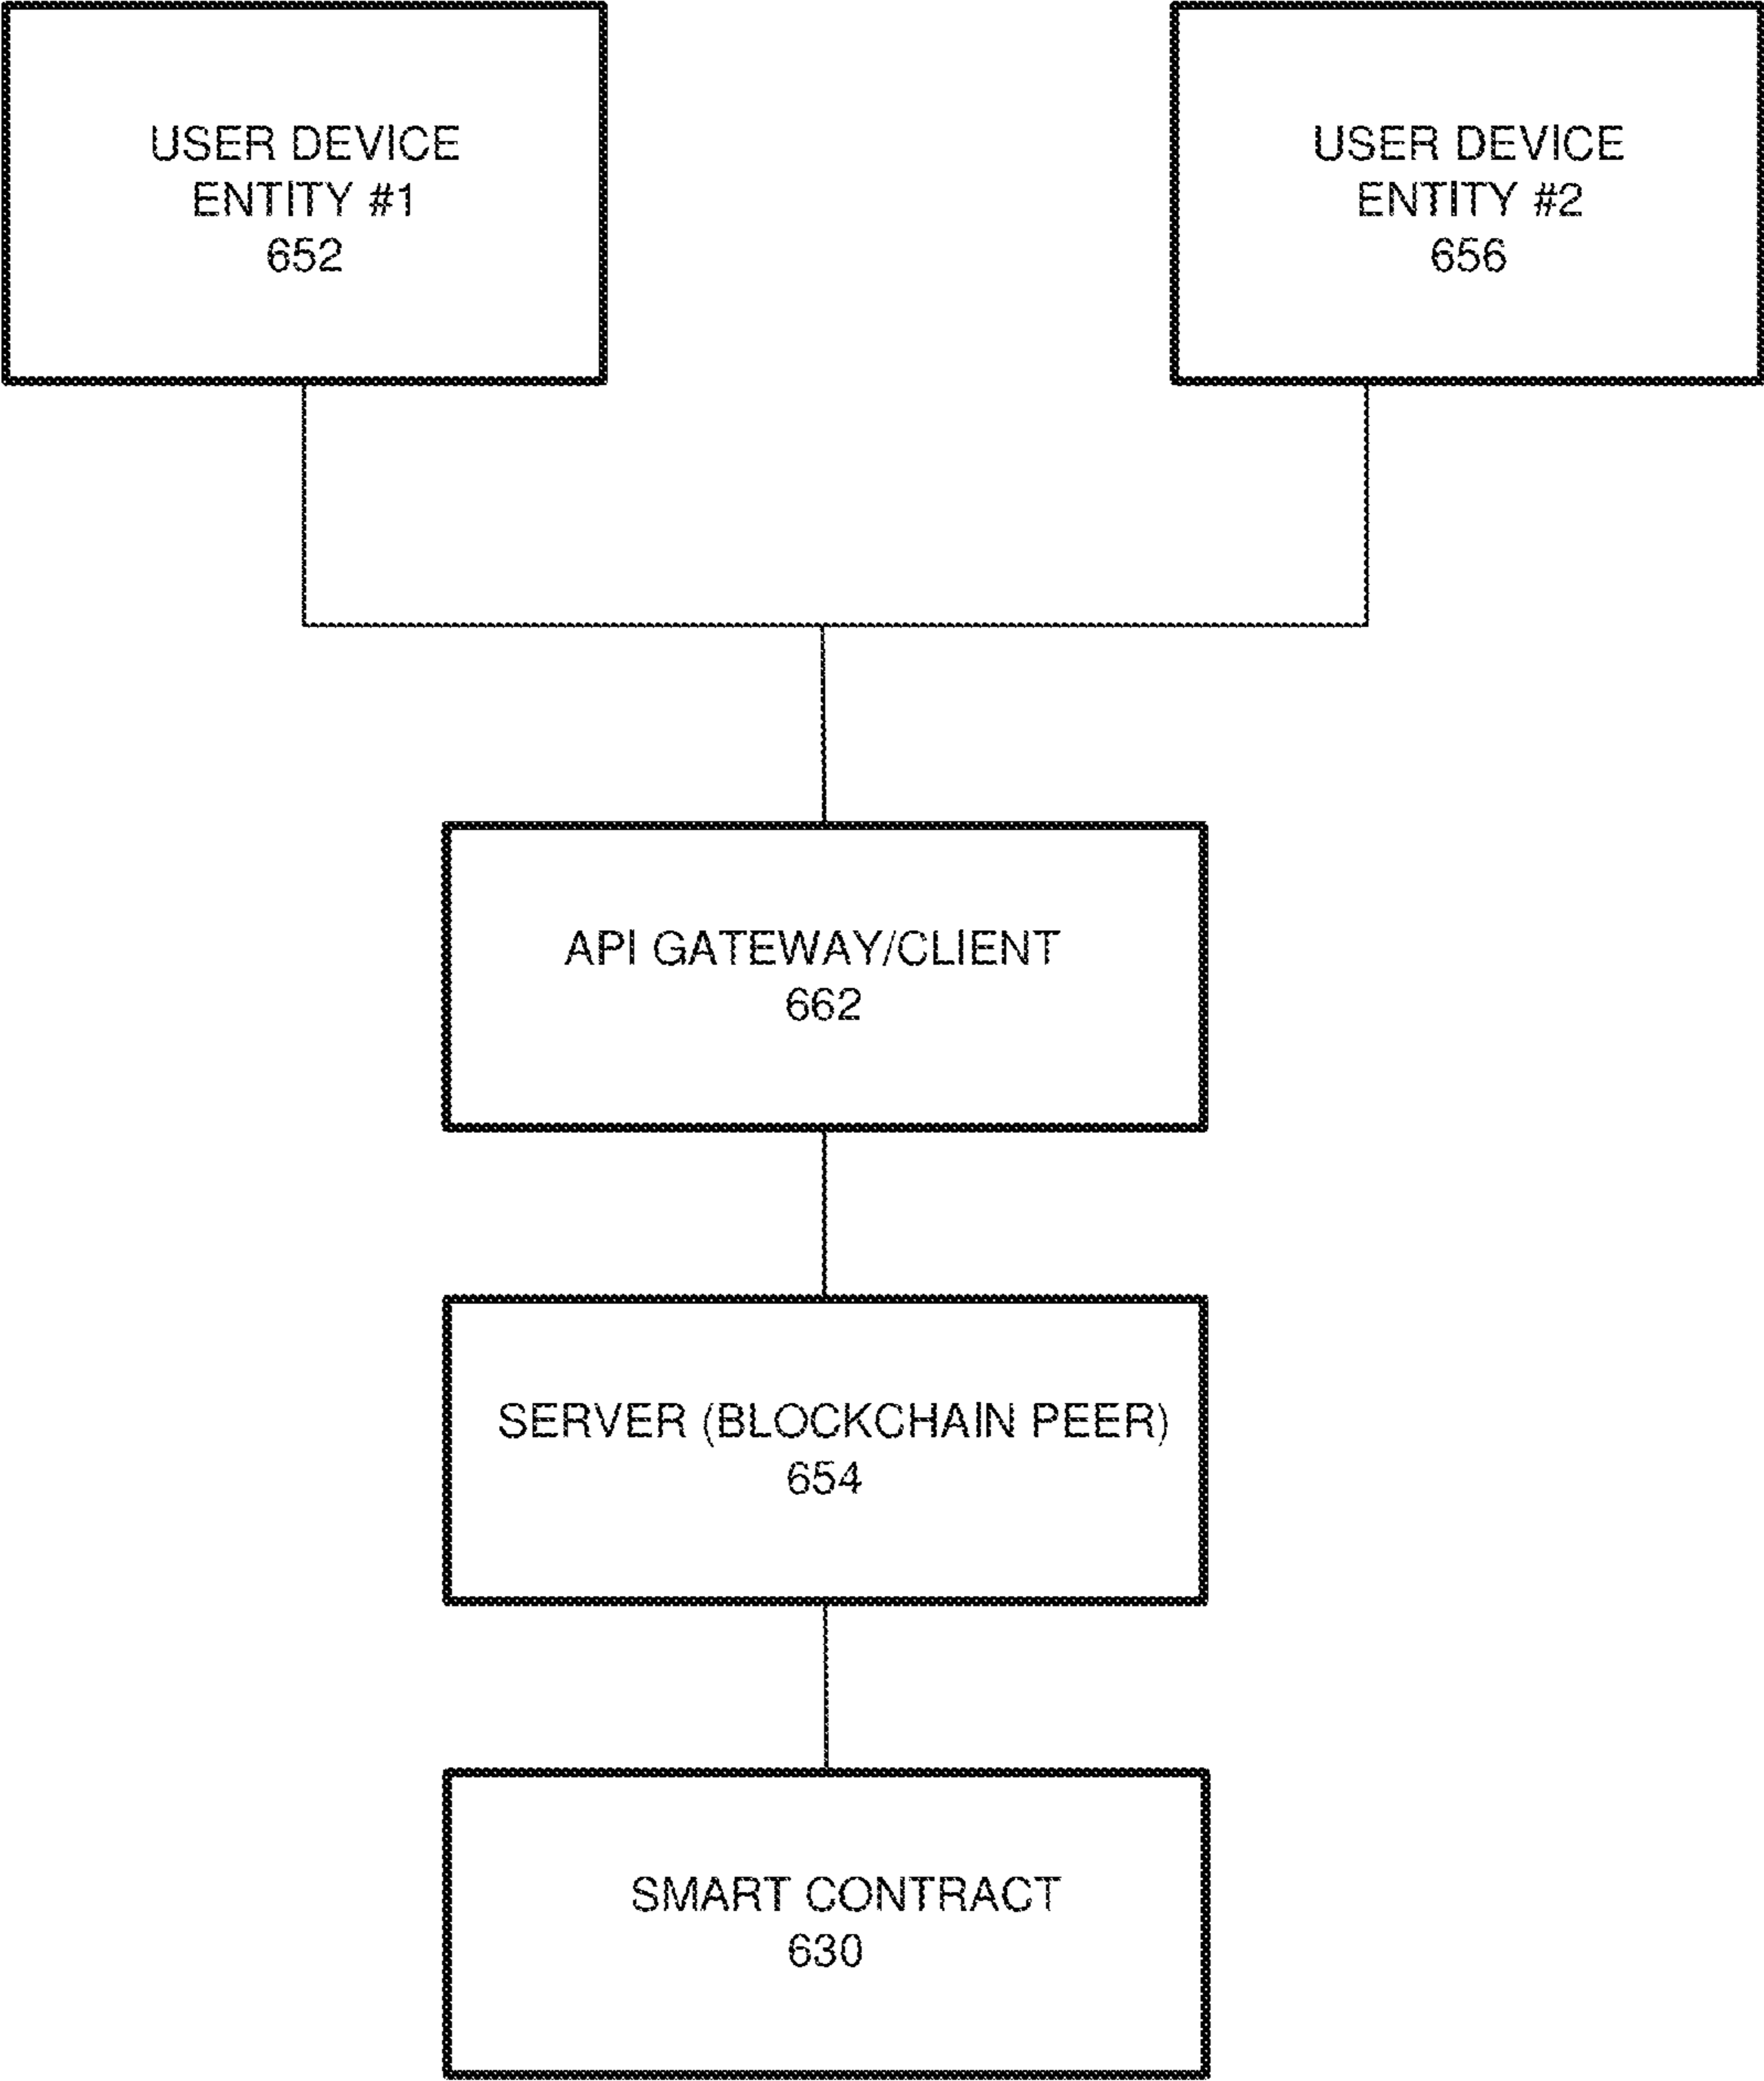 USER DEVICE
ENTITY #1
652
USER DEVICE
ENTITY #2
656
API GATEWAY/CLIENT
662
SERVER (BLOCKCHAIN PEER)
654
SMART CONTRACT
630